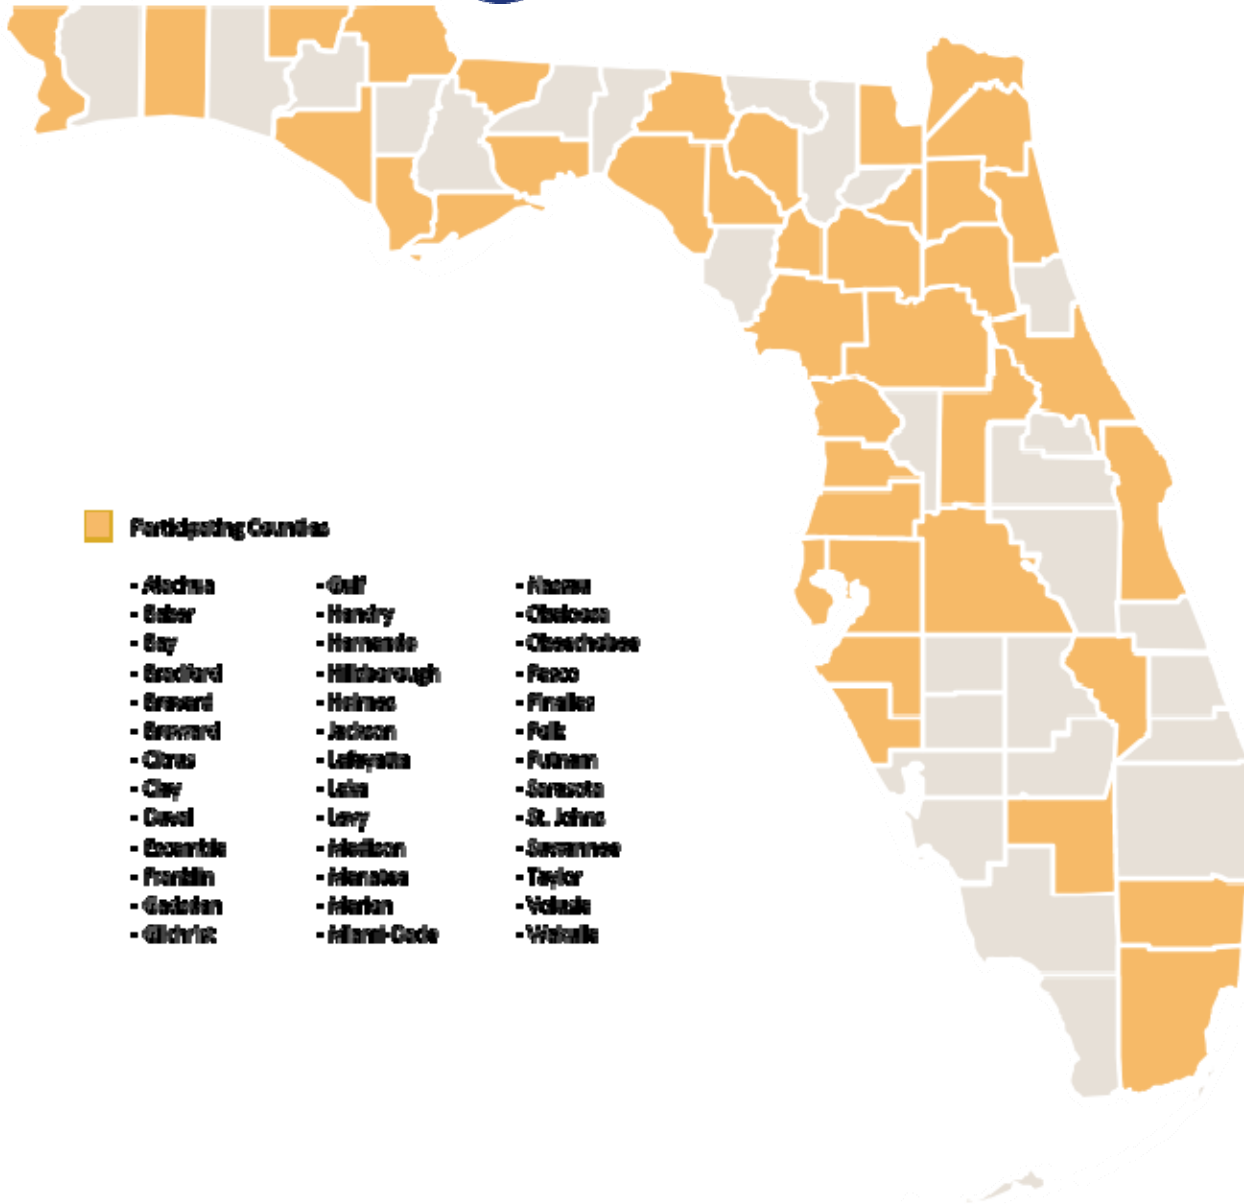 Participating Counties
- Alachua
- Baker
- Bay
- Bradford
- Brevard
- Broward
- Citrus
- Clay
- Duval
- Escambia
- Franklin
- Gadsden
- Gilchrist
- Gulf
- Hendry
- Hernando
- Hillsborough
- Holmes
- Jackson
- Lafayette
- Lake
- Levy
- Madison
- Manatee
- Marion
- Miami-Dade
- Nassau
- Okaloosa
- Okeechobee
- Pasco
- Pinellas
- Polk
- Putnam
- Sarasota
- St. Johns
- Suwannee
- Taylor
- Volusia
- Wakulla